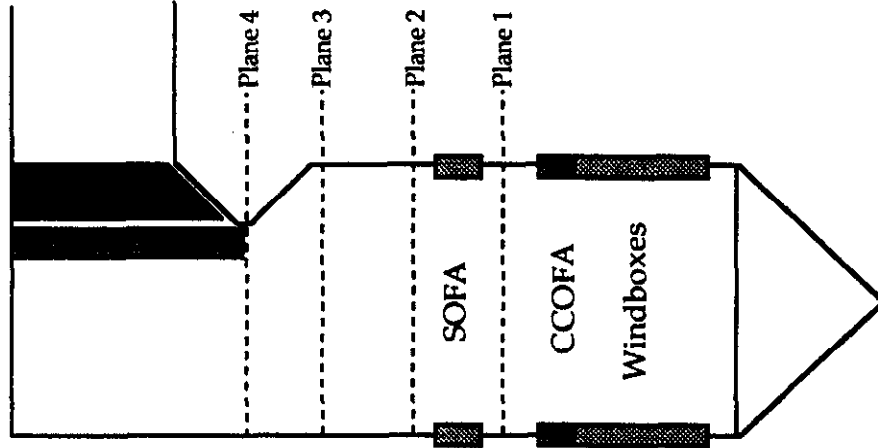 Plane 4
Plane 3
Plane 2
Plane 1
SOFA
CCOFA
Windboxes